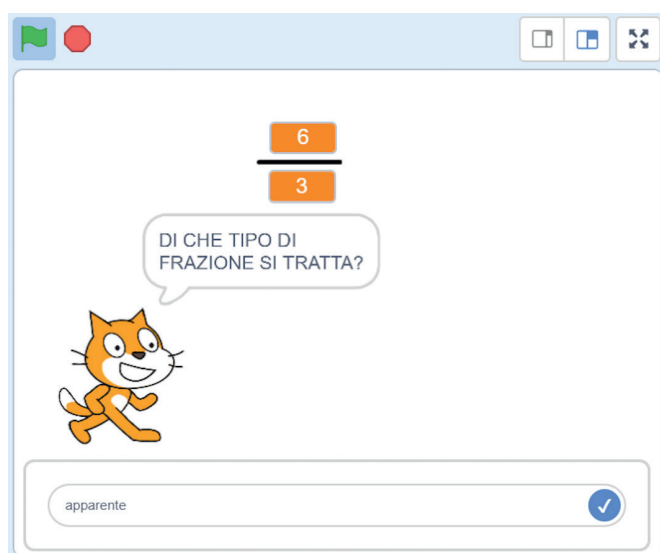 6
3
DI CHE TIPO DI
FRAZIONE SI TRATTA?
apparente